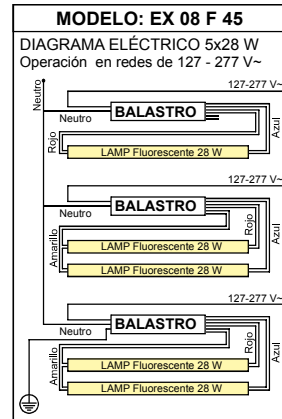 MODELO: EX 08 F 45
DIAGRAMA ELÉCTRICO 5x28 W
Operación en redes de 127 - 277 V~
Neutro
127-277 V~
BALASTRO
Neutro
Rojo
Azul
LAMP Fluorescente 28 W
127-277 V~
BALASTRO
Neutro
Amarillo
Rojo
Azul
LAMP Fluorescente 28 W
LAMP Fluorescente 28 W
127-277 V~
BALASTRO
Neutro
Amarillo
Rojo
Azul
LAMP Fluorescente 28 W
LAMP Fluorescente 28 W